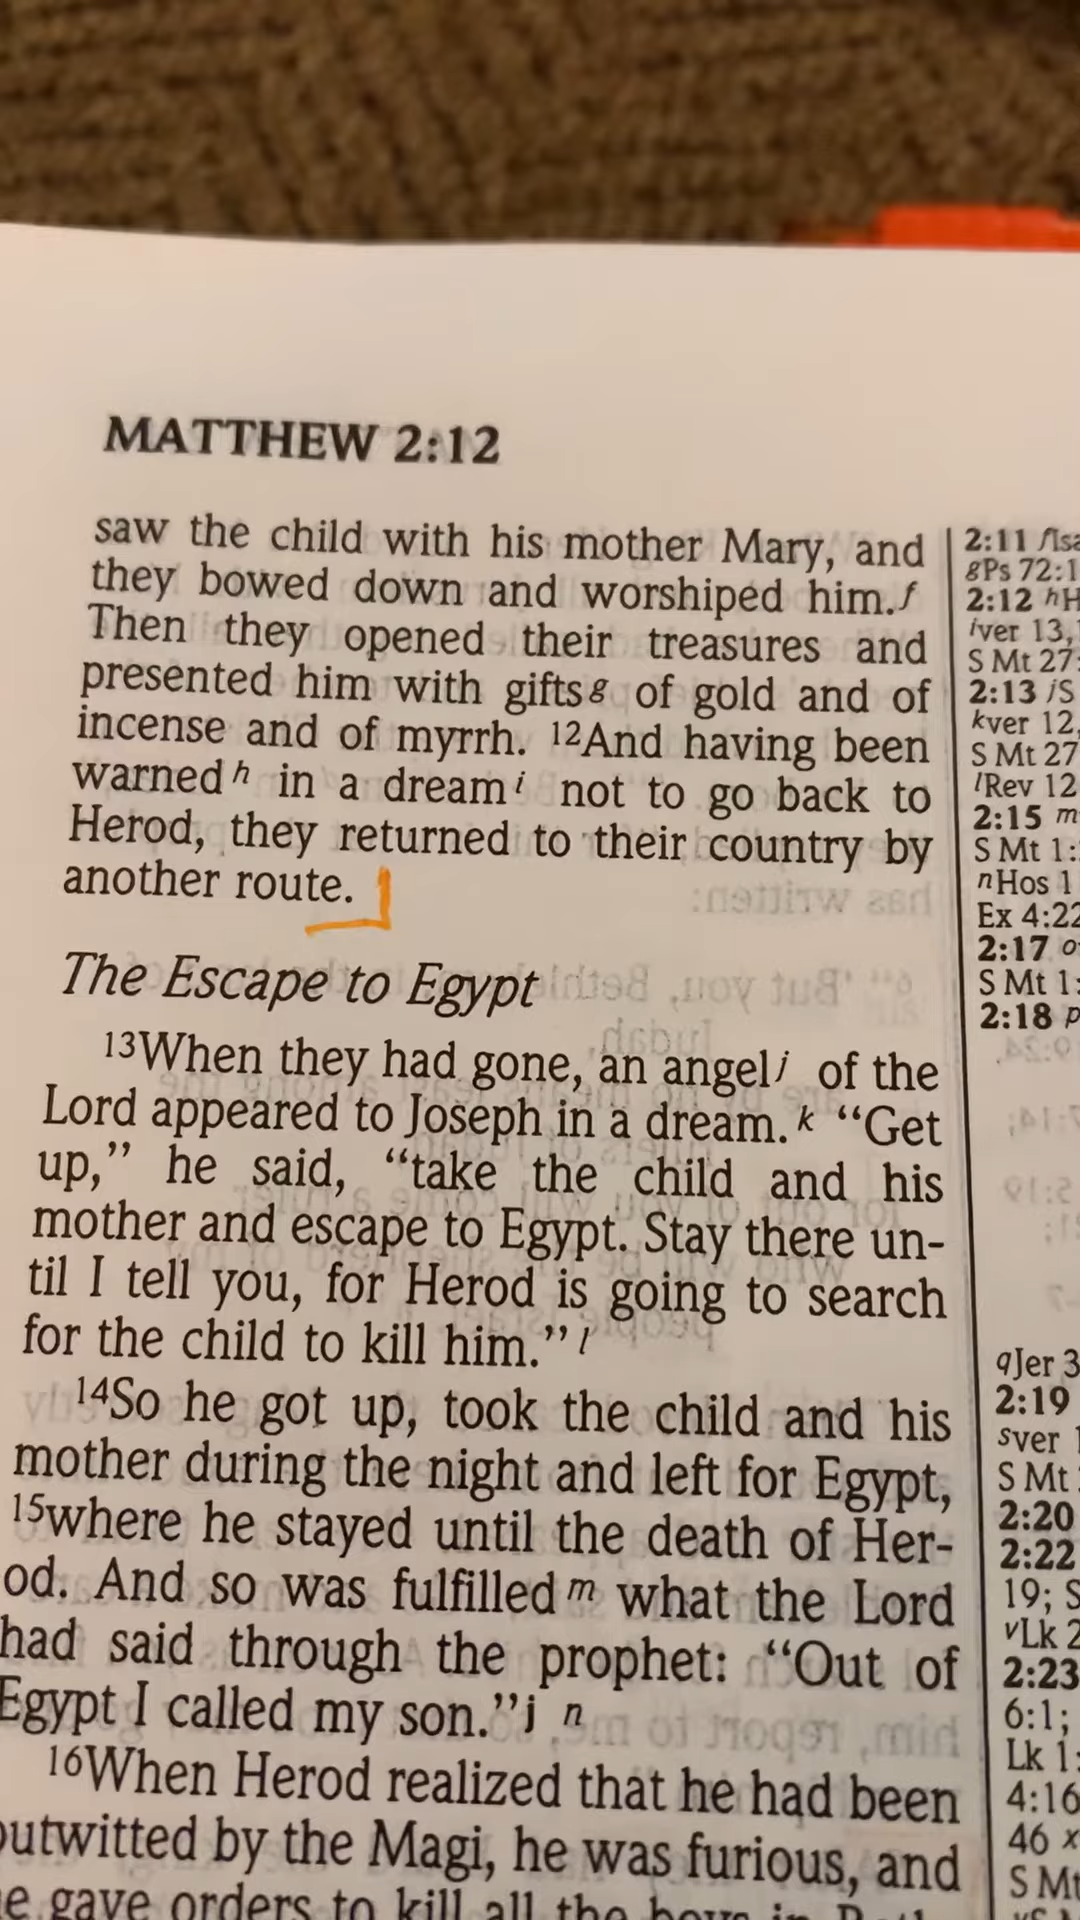 MATTHEW 2:12
saw the child with his mother Mary, and
they bowed down and worshiped him.f
Then they opened their treasures and
presented him with giftsg of gold and of
incense and of myrrh. 12And having been
warnedh in a dreami not to go back to
Herod, they returned to their country by
another route.
The Escape to Egypt
13When they had gone, an angelj of the
Lord appeared to Joseph in a dream.k “Get
up,” he said, “take the child and his
mother and escape to Egypt. Stay there un-
til I tell you, for Herod is going to search
for the child to kill him.”l
14So he got up, took the child and his
mother during the night and left for Egypt,
15where he stayed until the death of Her-
od. And so was fulfilledm what the Lord
had said through the prophet: “Out of
Egypt I called my son.”j n
16When Herod realized that he had been
outwitted by the Magi, he was furious, and
gave orders to kill all the boys in
2:11 fIsa
gPs 72:1
2:12 hH
iver 13,
S Mt 27:
2:13 jS
kver 12,
S Mt 27
lRev 12
2:15 m
S Mt 1:
nHos 1
Ex 4:22
2:17 o
S Mt 1:
2:18 p
qJer 3
2:19
sver 1
S Mt
2:20
2:22
19; S
vLk 2
2:23
6:1;
Lk 1:
4:16
46 x
S Mt